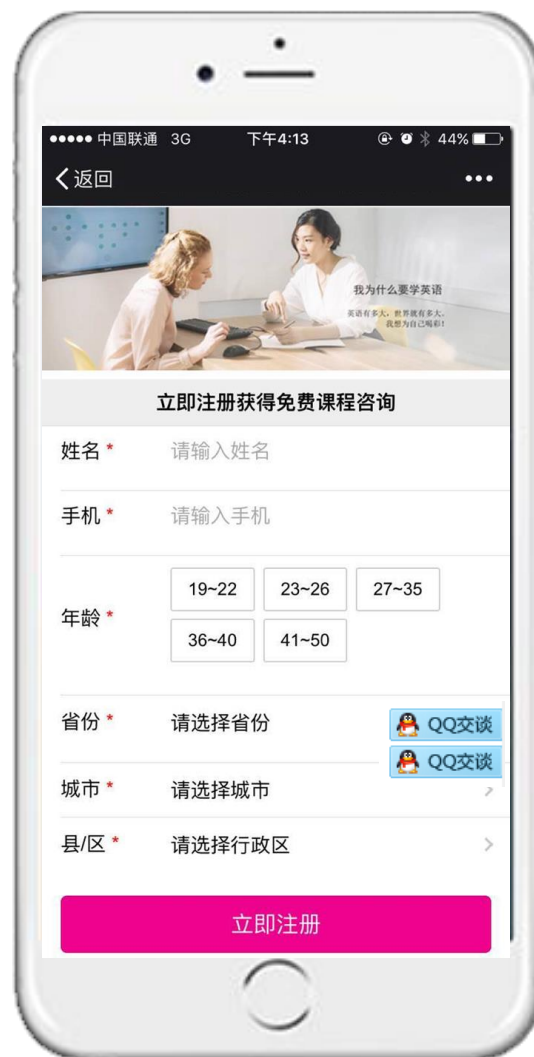 中国联通 3G 下午4:13 44%
返回
我为什么要学英语
英语有多大，世界就有多大，
我想为自己喝彩！
立即注册获得免费课程咨询
姓名 * 请输入姓名
手机 * 请输入手机
年龄 * 19~22 23~26 27~35
36~40 41~50
省份 * 请选择省份 QQ交谈
QQ交谈
城市 * 请选择城市
县/区 * 请选择行政区
立即注册